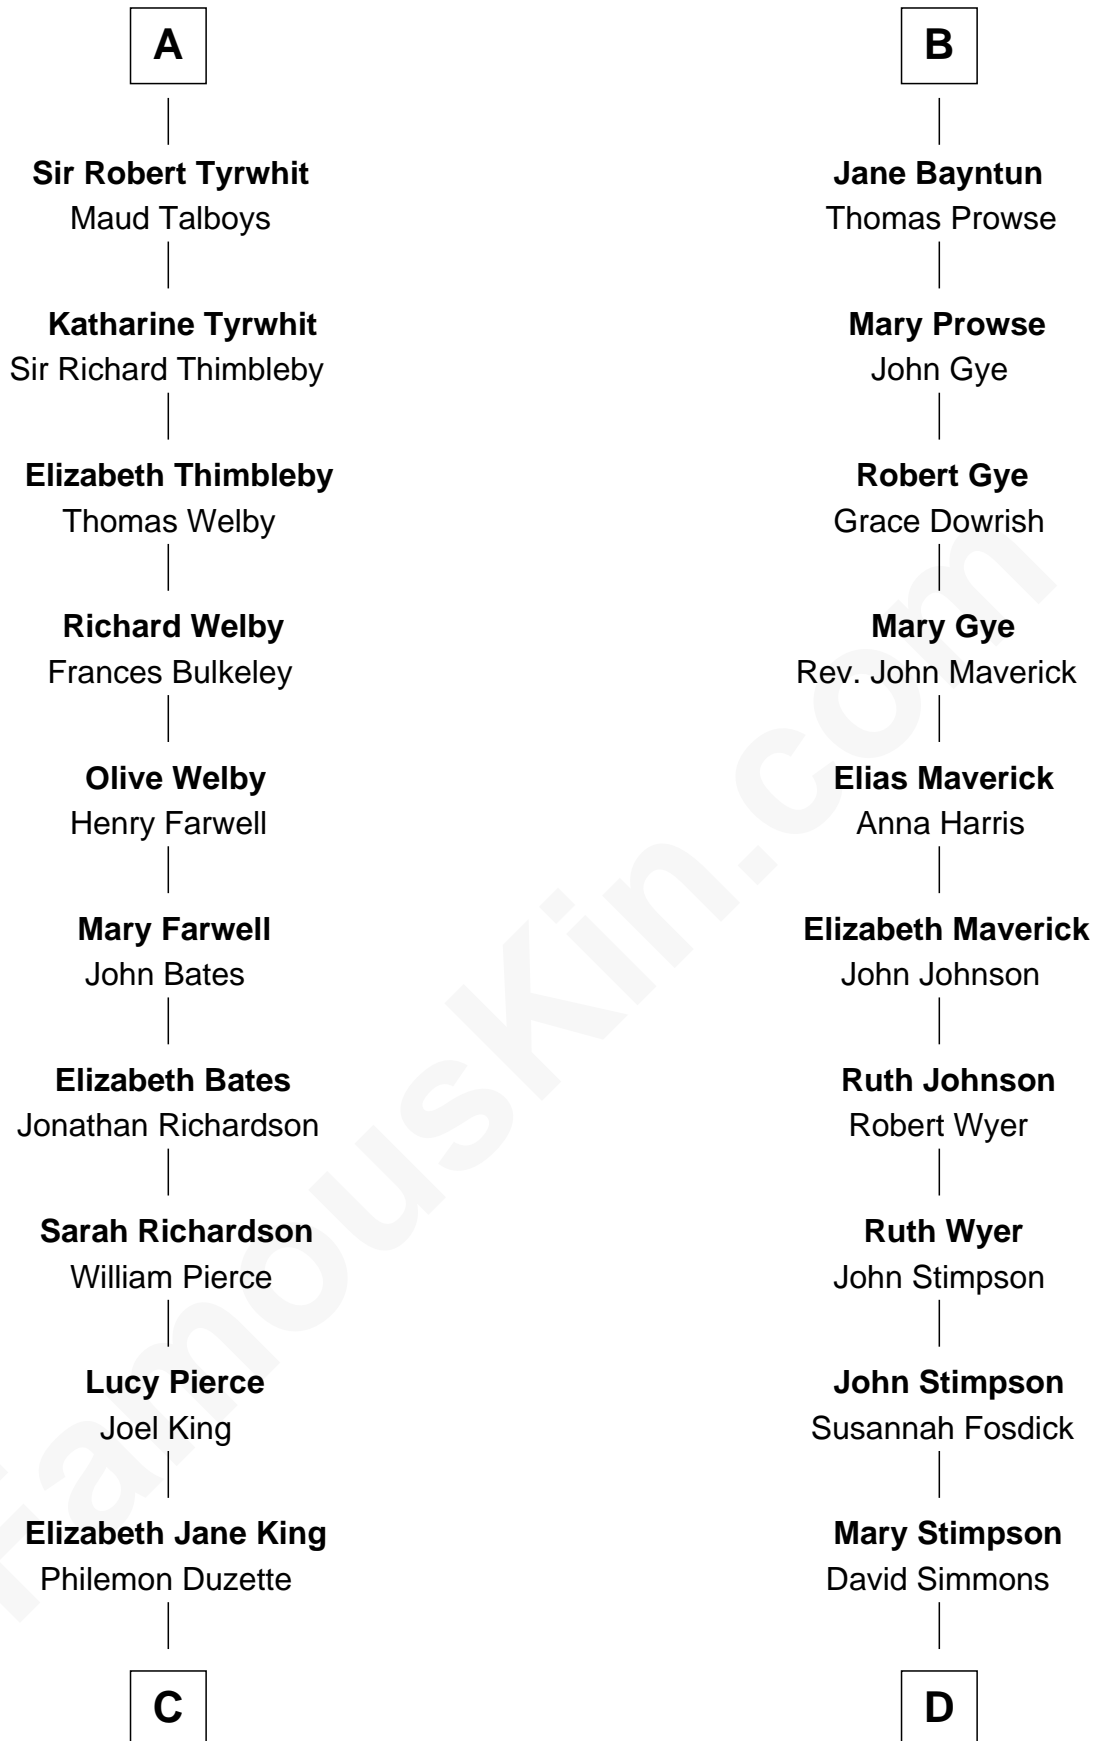 A
Sir Robert Tyrwhit
Maud Talboys
Katharine Tyrwhit
Sir Richard Thimbleby
Elizabeth Thimbleby
Thomas Welby
Richard Welby
Frances Bulkeley
Olive Welby
Henry Farwell
Mary Farwell
John Bates
Elizabeth Bates
Jonathan Richardson
Sarah Richardson
William Pierce
Lucy Pierce
Joel King
Elizabeth Jane King
Philemon Duzette
C
B
Jane Bayntun
Thomas Prowse
Mary Prowse
John Gye
Robert Gye
Grace Dowrish
Mary Gye
Rev. John Maverick
Elias Maverick
Anna Harris
Elizabeth Maverick
John Johnson
Ruth Johnson
Robert Wyer
Ruth Wyer
John Stimpson
John Stimpson
Susannah Fosdick
Mary Stimpson
David Simmons
D
FamousKin.com